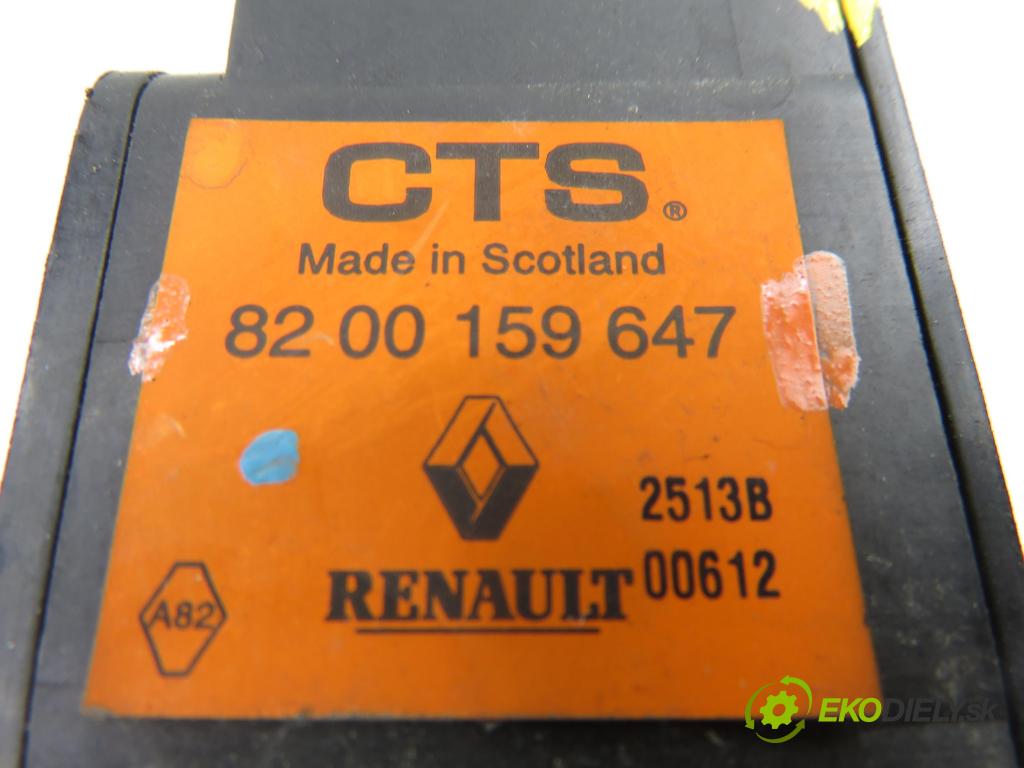 CTS®
Made in Scotland
82 00 159 647
2513B
RENAULT 00612
A82
EKODIELY.sk